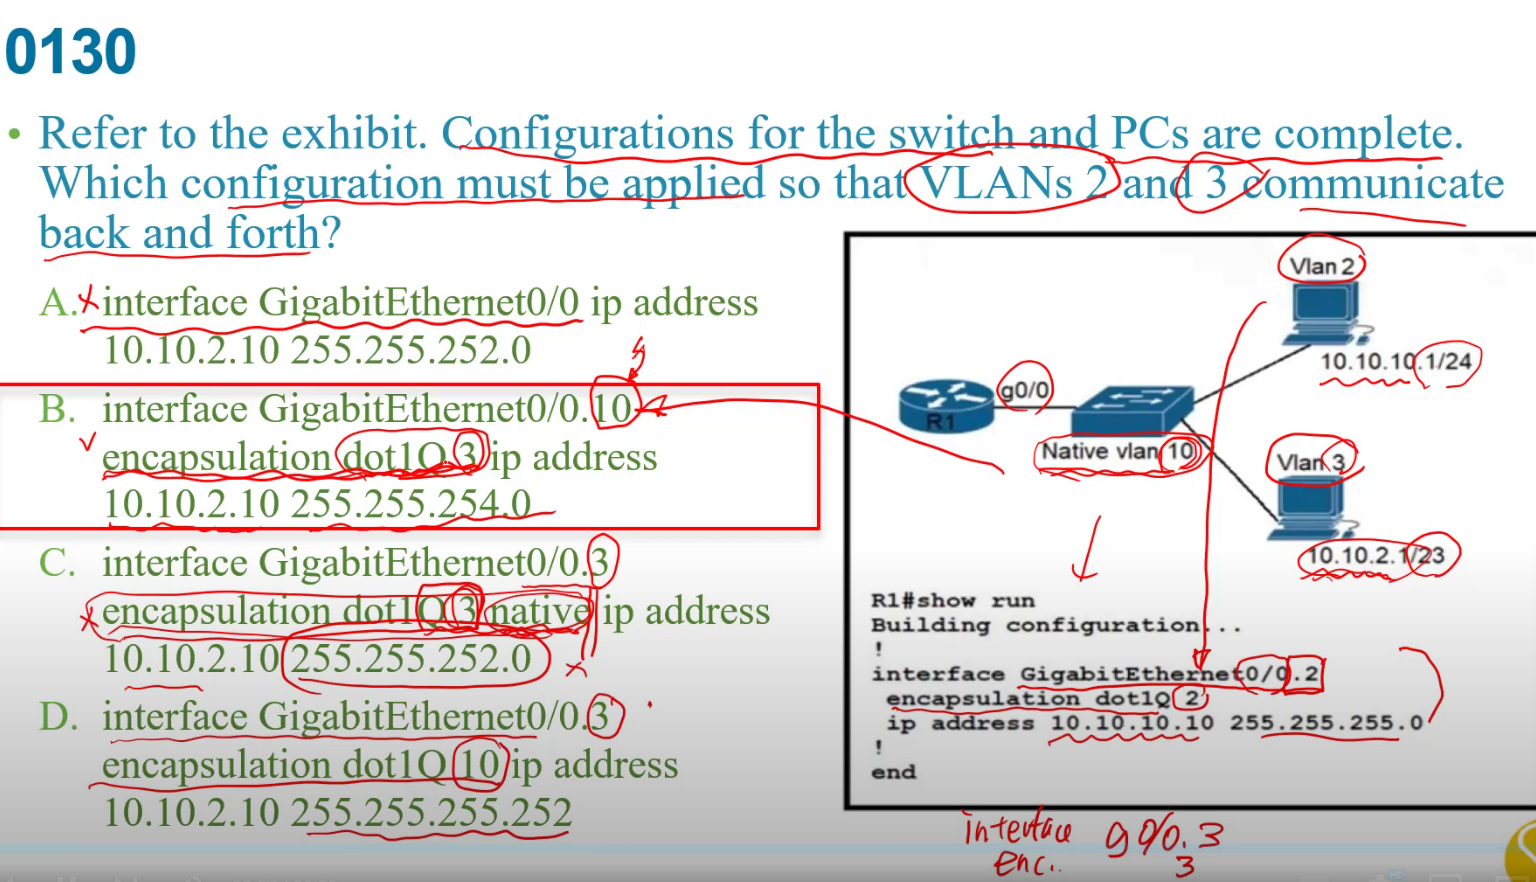 0130
• Refer to the exhibit. Configurations for the switch and PCs are complete.
Which configuration must be applied so that VLANs 2 and 3 communicate
back and forth?
A. interface GigabitEthernet0/0 ip address
10.10.2.10 255.255.252.0
B. interface GigabitEthernet0/0.10
encapsulation dot1Q 3 ip address
10.10.2.10 255.255.254.0
C. interface GigabitEthernet0/0.3
encapsulation dot1Q 3 native ip address
10.10.2.10 255.255.252.0
D. interface GigabitEthernet0/0.3
encapsulation dot1Q 10 ip address
10.10.2.10 255.255.255.252
Vlan 2
10.10.10.1/24
g0/0
R1
Native vlan 10
Vlan 3
10.10.2.1/23
R1#show run
Building configuration...
!
interface GigabitEthernet0/0.2
encapsulation dot1Q 2
ip address 10.10.10.10 255.255.255.0
!
end
interface g0/0.3
enc.. 3
HD